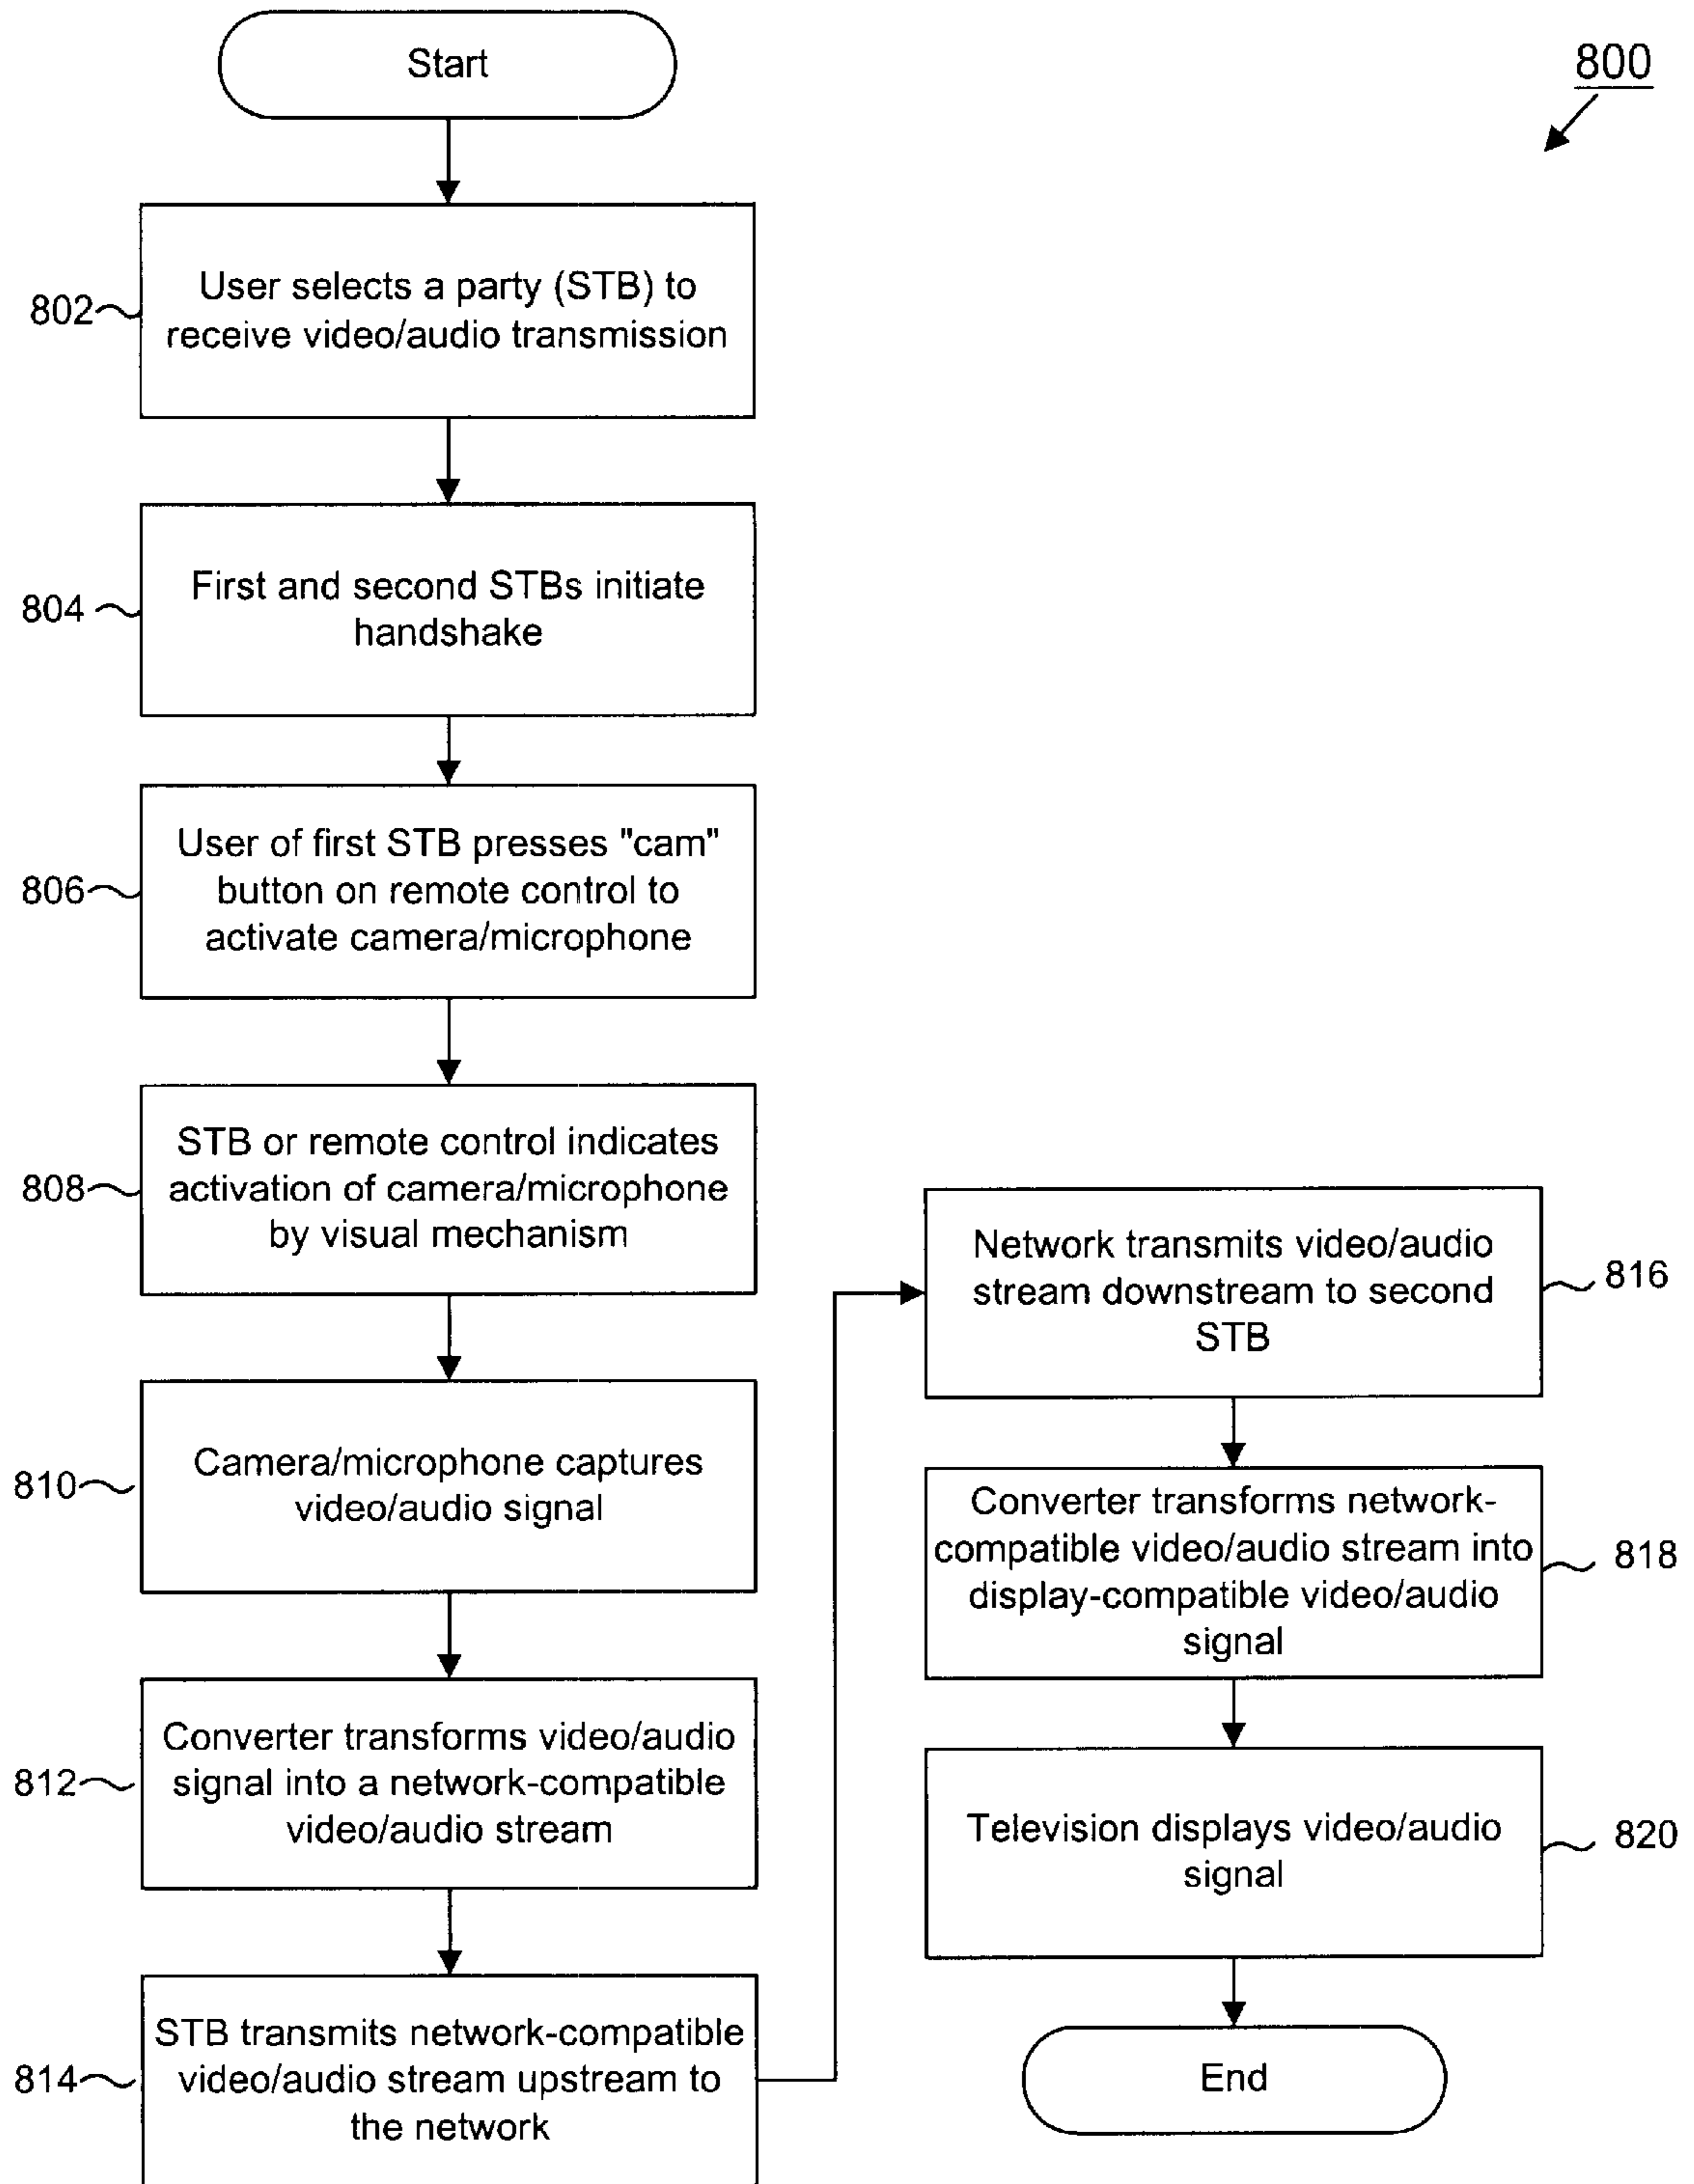 Start
800
802
User selects a party (STB) to
receive video/audio transmission
804
First and second STBs initiate
handshake
806
User of first STB presses "cam"
button on remote control to
activate camera/microphone
808
STB or remote control indicates
activation of camera/microphone
by visual mechanism
810
Camera/microphone captures
video/audio signal
812
Converter transforms video/audio
signal into a network-compatible
video/audio stream
814
STB transmits network-compatible
video/audio stream upstream to
the network
Network transmits video/audio
stream downstream to second
STB
816
Converter transforms network-
compatible video/audio stream into
display-compatible video/audio
signal
818
Television displays video/audio
signal
820
End